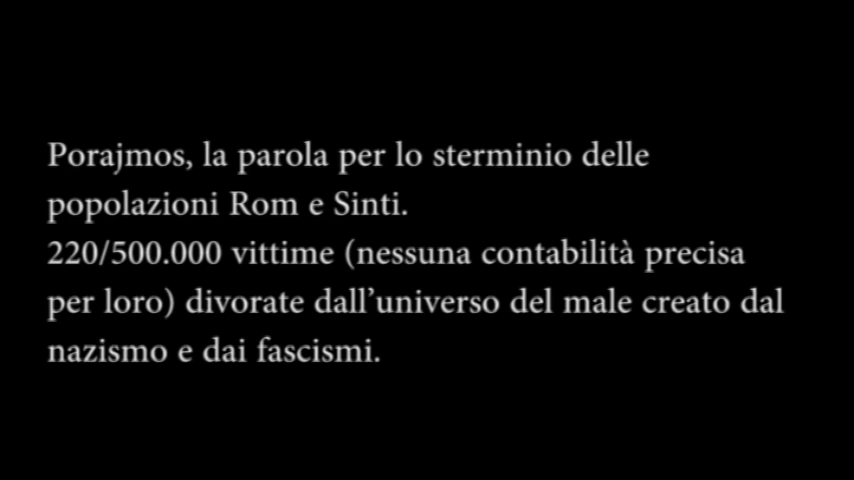 Porajmos, la parola per lo sterminio delle
popolazioni Rom e Sinti.
220/500.000 vittime (nessuna contabilità precisa
per loro) divorate dall’universo del male creato dal
nazismo e dai fascismi.